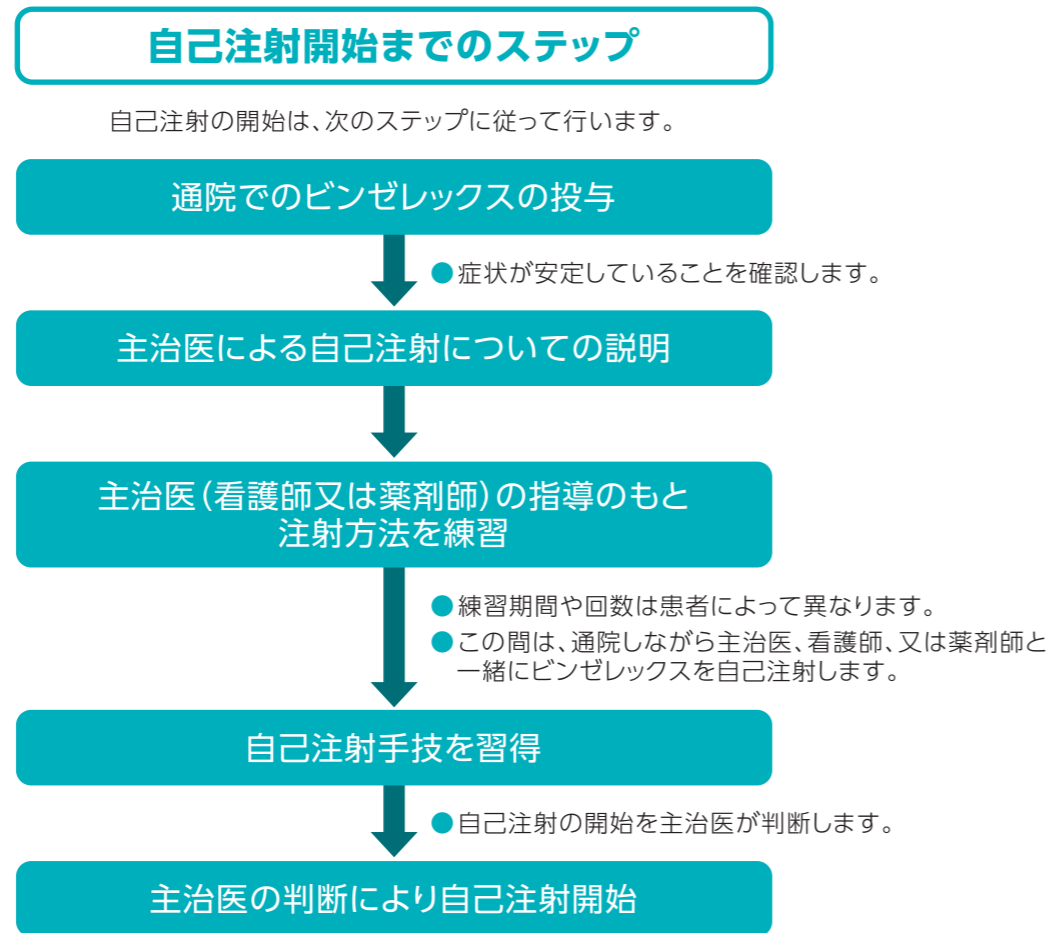 自己注射開始までのステップ
自己注射の開始は、次のステップに従って行います。
通院でのビンゼレックスの投与
●症状が安定していることを確認します。
主治医による自己注射についての説明
主治医(看護師又は薬剤師)の指導のもと
注射方法を練習
●練習期間や回数は患者によって異なります。
●この間は、通院しながら主治医、看護師、又は薬剤師と
一緒にビンゼレックスを自己注射します。
自己注射手技を習得
●自己注射の開始を主治医が判断します。
主治医の判断により自己注射開始